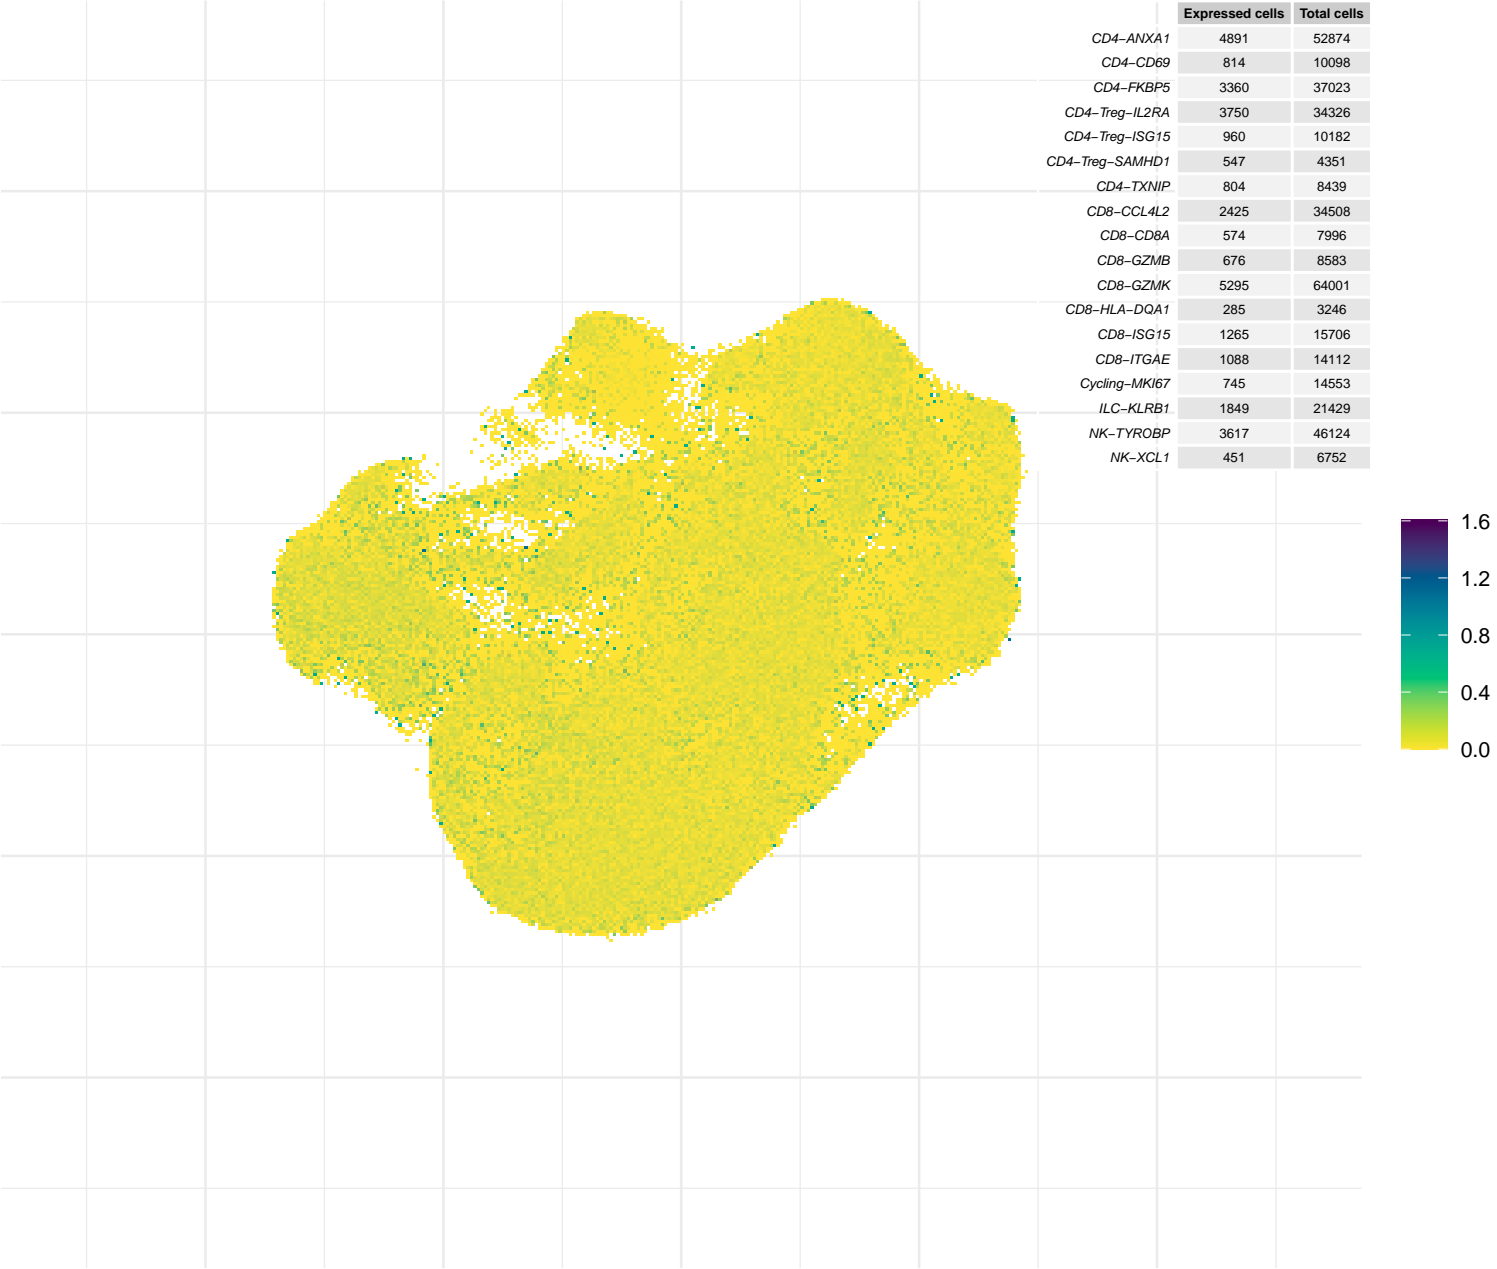 Expressed cells Total cells
CD4−ANXA1 4891 52874
CD4−CD69 814 10098
CD4−FKBP5 3360 37023
CD4−Treg−IL2RA 3750 34326
CD4−Treg−ISG15 960 10182
CD4−Treg−SAMHD1 547 4351
CD4−TXNIP 804 8439
CD8−CCL4L2 2425 34508
CD8−CD8A 574 7996
CD8−GZMB 676 8583
CD8−GZMK 5295 64001
CD8−HLA−DQA1 285 3246
CD8−ISG15 1265 15706
CD8−ITGAE 1088 14112
Cycling−MKI67 745 14553
ILC−KLRB1 1849 21429
NK−TYROBP 3617 46124
NK−XCL1 451 6752
1.6
1.2
0.8
0.4
0.0